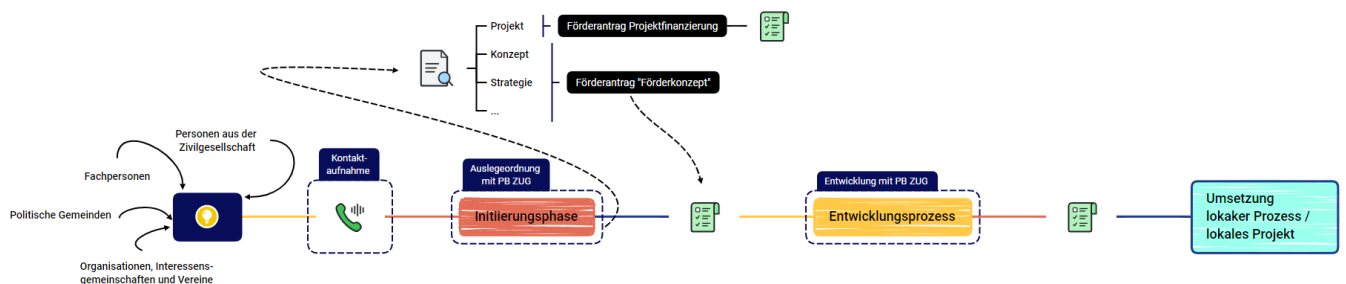 Projekt
Förderantrag Projektfinanzierung
Konzept
Strategie
Förderantrag "Förderkonzept"
...
Personen aus der
Zivilgesellschaft
Fachpersonen
Politische Gemeinden
Organisationen, Interessens-
gemeinschaften und Vereine
Kontakt-
aufnahme
Auslegeordnung
mit PB ZUG
Initiierungsphase
Entwicklung mit PB ZUG
Entwicklungsprozess
Umsetzung
lokaker Prozess /
lokales Projekt